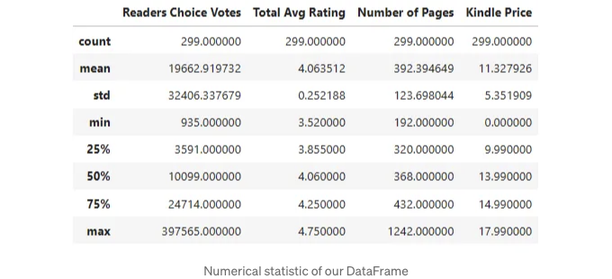 Readers Choice Votes Total Avg Rating Number of Pages Kindle Price
count 299.000000 299.000000 299.000000 299.000000
mean 19662.919732 4.063512 392.394649 11.327926
std 32406.337679 0.252188 123.698044 5.351909
min 935.000000 3.520000 192.000000 0.000000
25% 3591.000000 3.855000 320.000000 9.990000
50% 10099.000000 4.060000 368.000000 13.990000
75% 24714.000000 4.250000 432.000000 14.990000
max 397565.000000 4.750000 1242.000000 17.990000
Numerical statistic of our DataFrame